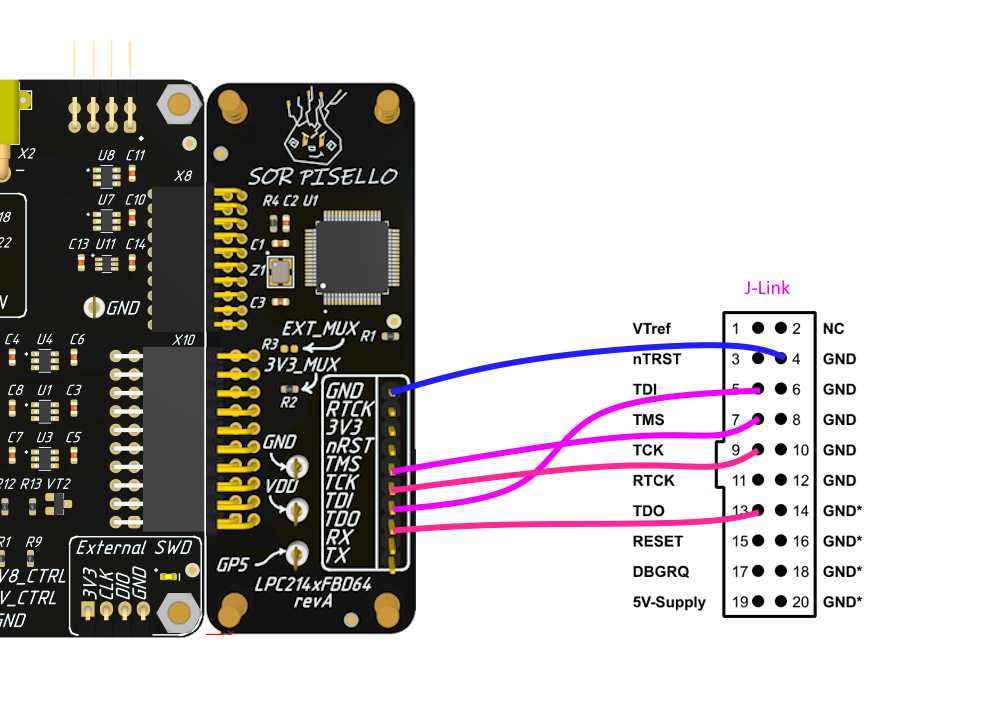 X2
U8 C11
X8
U7 C10
C13 U11 C14
18
22
N
GND
C4 U4 C6
X10
C8 U1 C3
C7 U3 C5
R12 R13 VT2
R1 R9
V8_CTRL
V_CTRL
GND
External SWD
3V3
CLK
DIO
GND
SOR PISELLO
R4 C2 U1
C1
Z1
C3
EXT_MUX
R1
R3
3V3_MUX
R2
GND
RTCK
3V3
nRST
TMS
TCK
TDI
TDO
RX
TX
GND
VDD
GP5
LPC214xFBD64
revA
J-Link
VTref 1 2 NC
nTRST 3 4 GND
TDI 5 6 GND
TMS 7 8 GND
TCK 9 10 GND
RTCK 11 12 GND
TDO 13 14 GND*
RESET 15 16 GND*
DBGRQ 17 18 GND*
5V-Supply 19 20 GND*